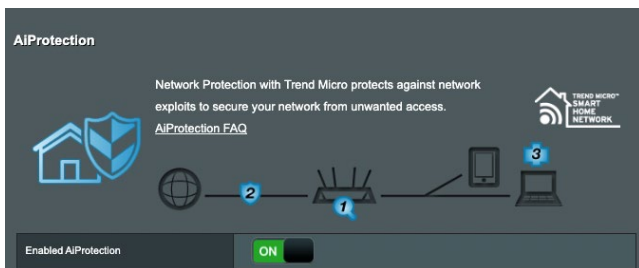 AiProtection
Network Protection with Trend Micro protects against network
exploits to secure your network from unwanted access.
AiProtection FAQ
TREND MICRO™
SMART
HOME
NETWORK
3
2
1
Enabled AiProtection
ON